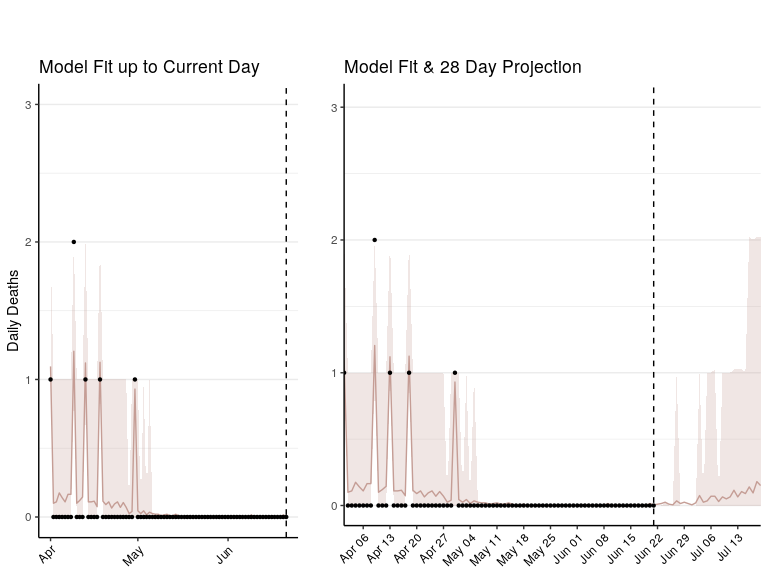 Model Fit up to Current Day
Daily Deaths
3
2
1
0
Apr
May
Jun
Model Fit & 28 Day Projection
3
2
1
0
Apr 06
Apr 13
Apr 20
Apr 27
May 04
May 11
May 18
May 25
Jun 01
Jun 08
Jun 15
Jun 22
Jun 29
Jul 06
Jul 13